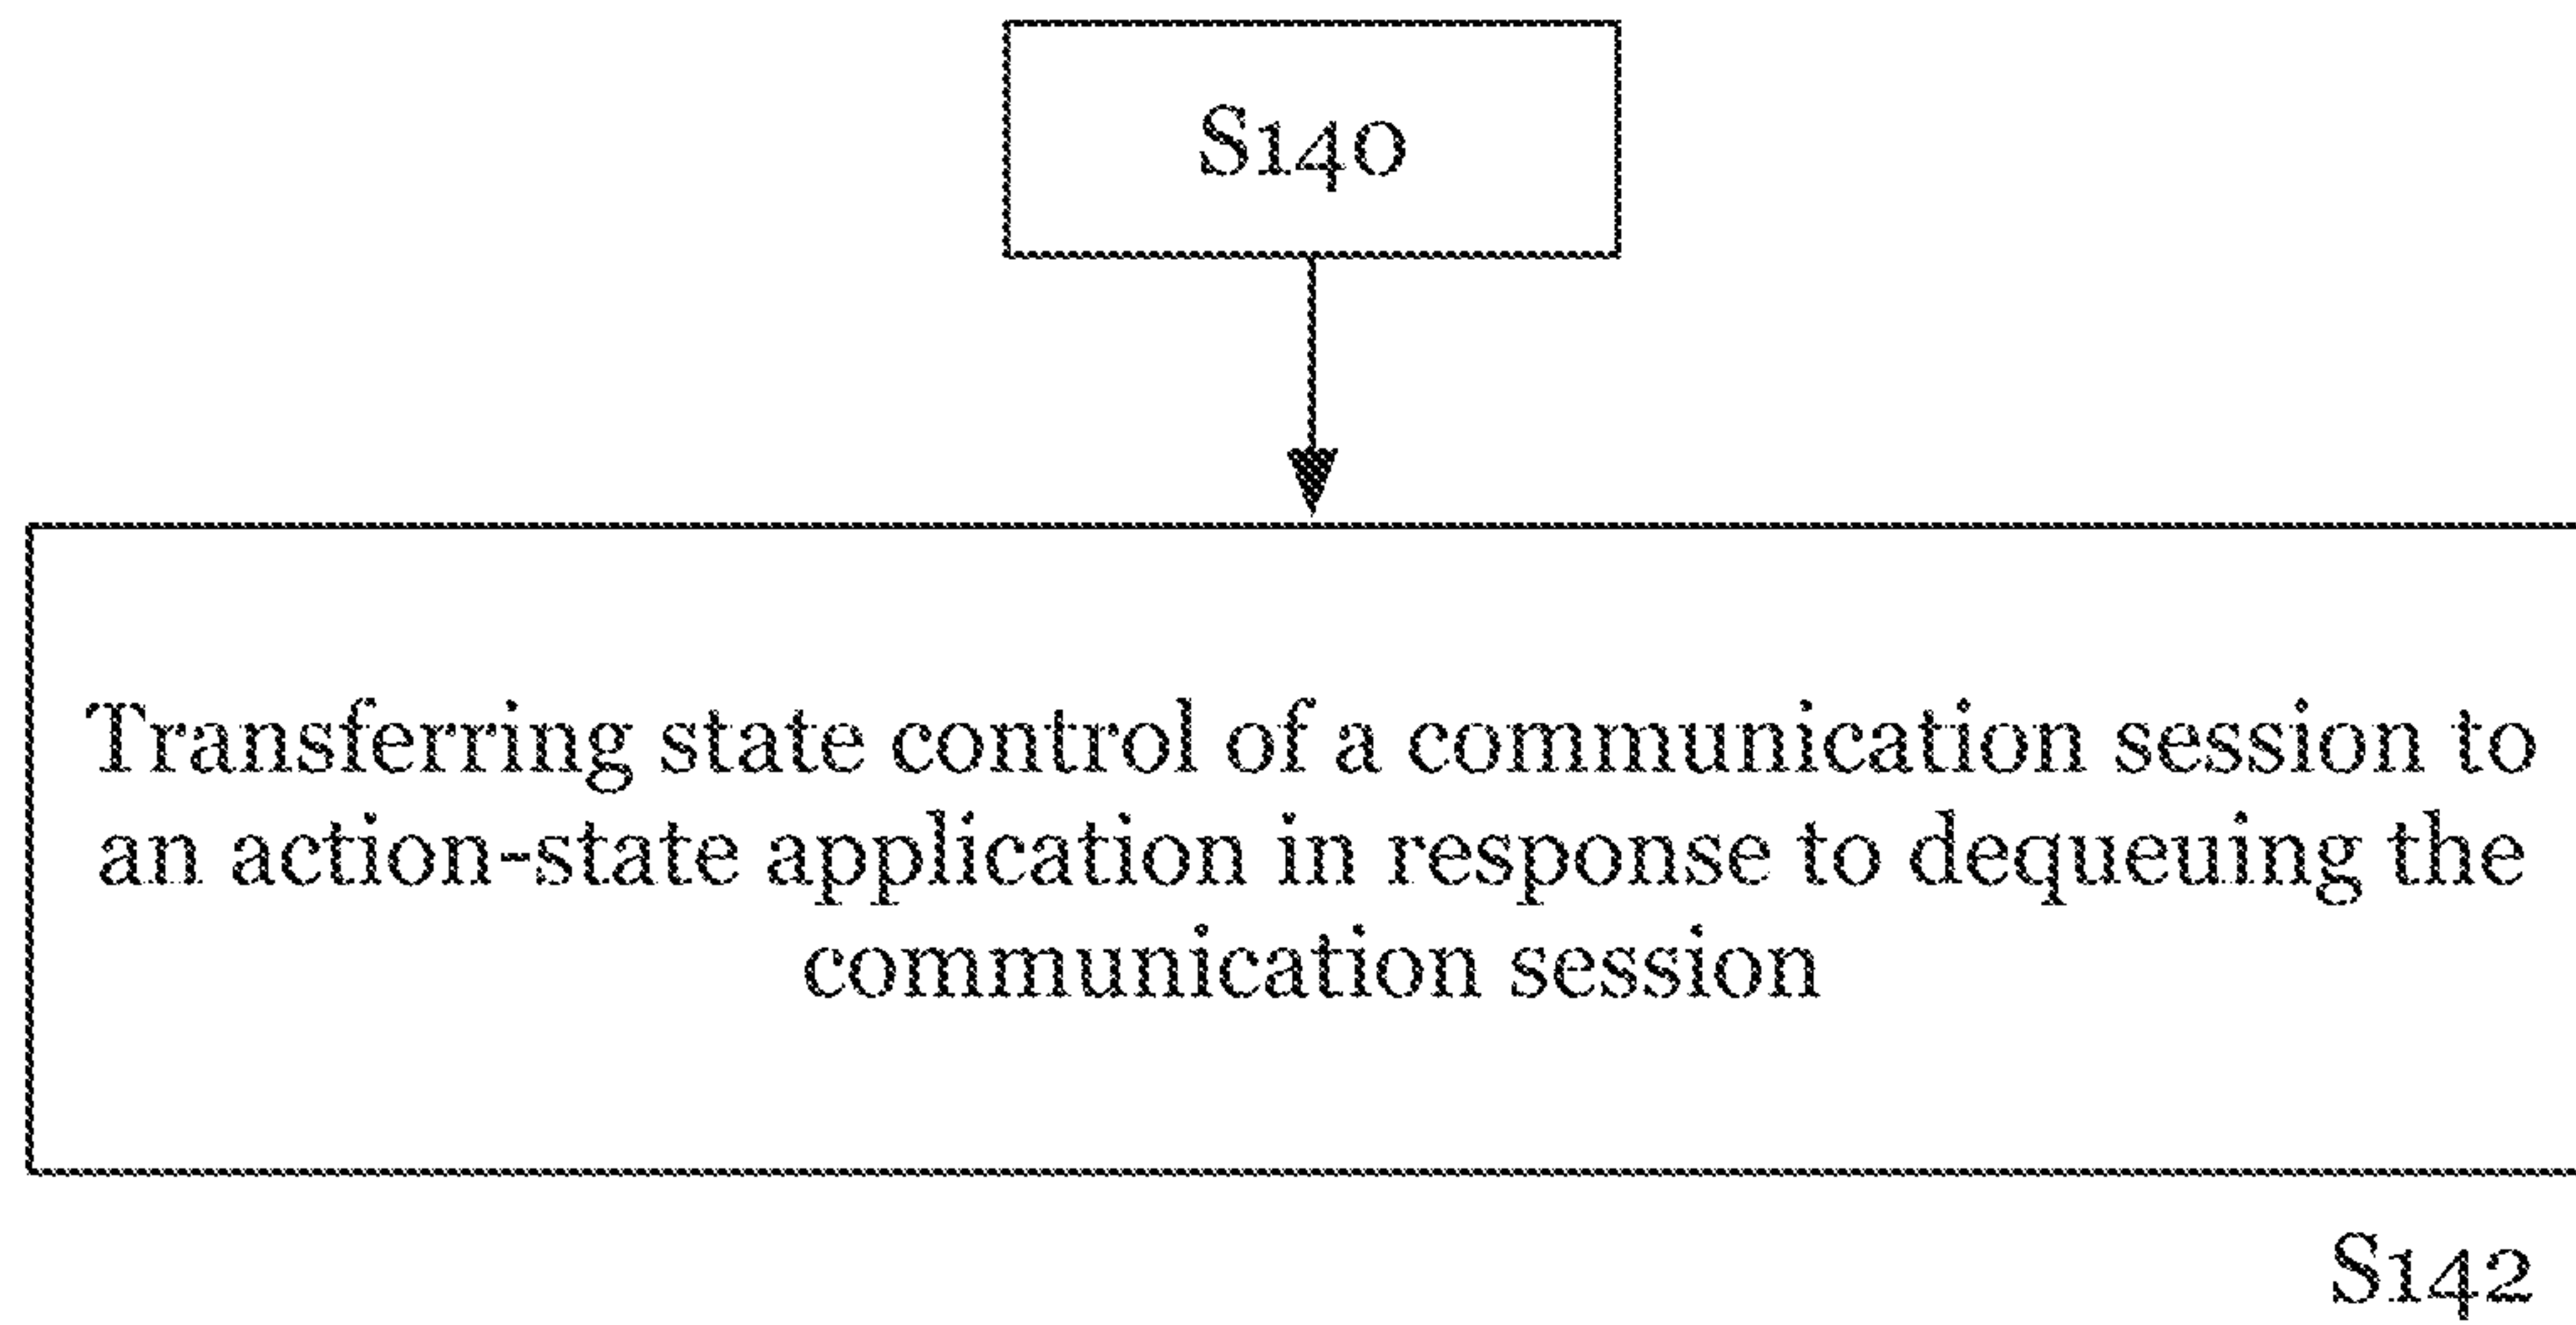 S140
Transferring state control of a communication session to
an action-state application in response to dequeuing the
communication session
S142